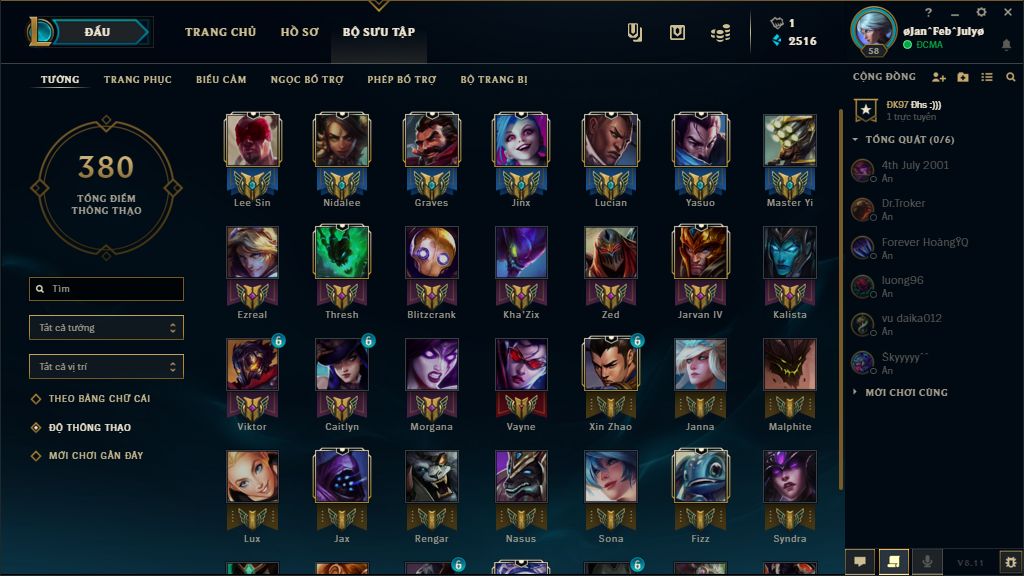 ĐẤU
TRANG CHỦ
HỒ SƠ
BỘ SƯU TẬP
1
2516
58
øJanˆFebˆJulyø
ĐCMA
TƯỚNG
TRANG PHỤC
BIỂU CẢM
NGỌC BỔ TRỢ
PHÉP BỔ TRỢ
BỘ TRANG BỊ
CỘNG ĐỒNG
380
TỔNG ĐIỂM
THÔNG THẠO
Tìm
Tất cả tướng
Tất cả vị trí
THEO BẢNG CHỮ CÁI
ĐỘ THÔNG THẠO
MỚI CHƠI GẦN ĐÂY
Lee Sin
Nidalee
Graves
Jinx
Lucian
Yasuo
Master Yi
Ezreal
Thresh
Blitzcrank
Kha'Zix
Zed
Jarvan IV
Kalista
6
6
6
Viktor
Caitlyn
Morgana
Vayne
Xin Zhao
Janna
Malphite
Lux
Jax
Rengar
Nasus
Sona
Fizz
Syndra
6
6
ĐK97 Đhs :)))
1 trực tuyến
TỔNG QUÁT (0/6)
4th July 2001
Ẩn
Dr.Troker
Ẩn
Forever HoàngŸQ
Ẩn
luong96
Ẩn
vu daika012
Ẩn
Skyyyyyˆˆ
Ẩn
MỚI CHƠI CÙNG
V8.11